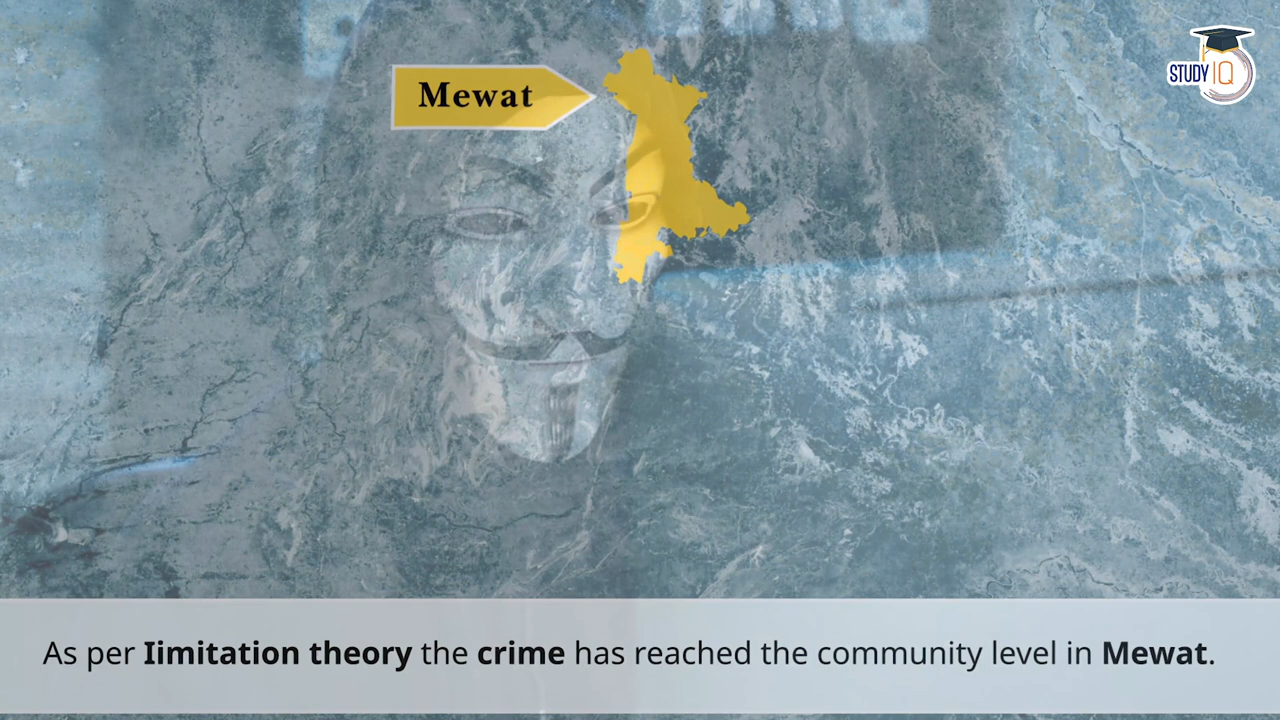 Mewat
STUDY IQ
As per Iimitation theory the crime has reached the community level in Mewat.